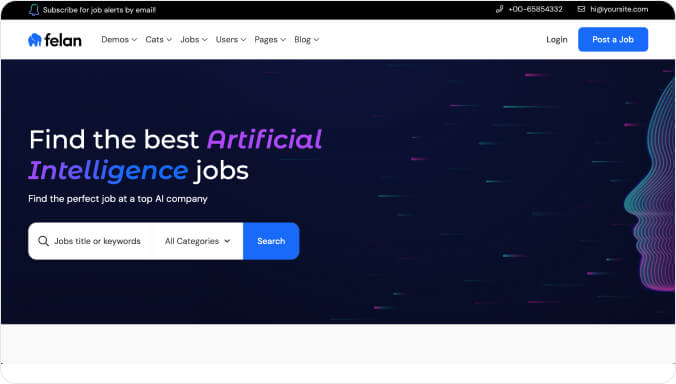 Subscribe for job alerts by email!
+00-65854332
hi@yoursite.com
felan
Demos
Cats
Jobs
Users
Pages
Blog
Login
Post a Job
Find the best Artificial
Intelligence jobs
Find the perfect job at a top AI company
Jobs title or keywords
All Categories
Search